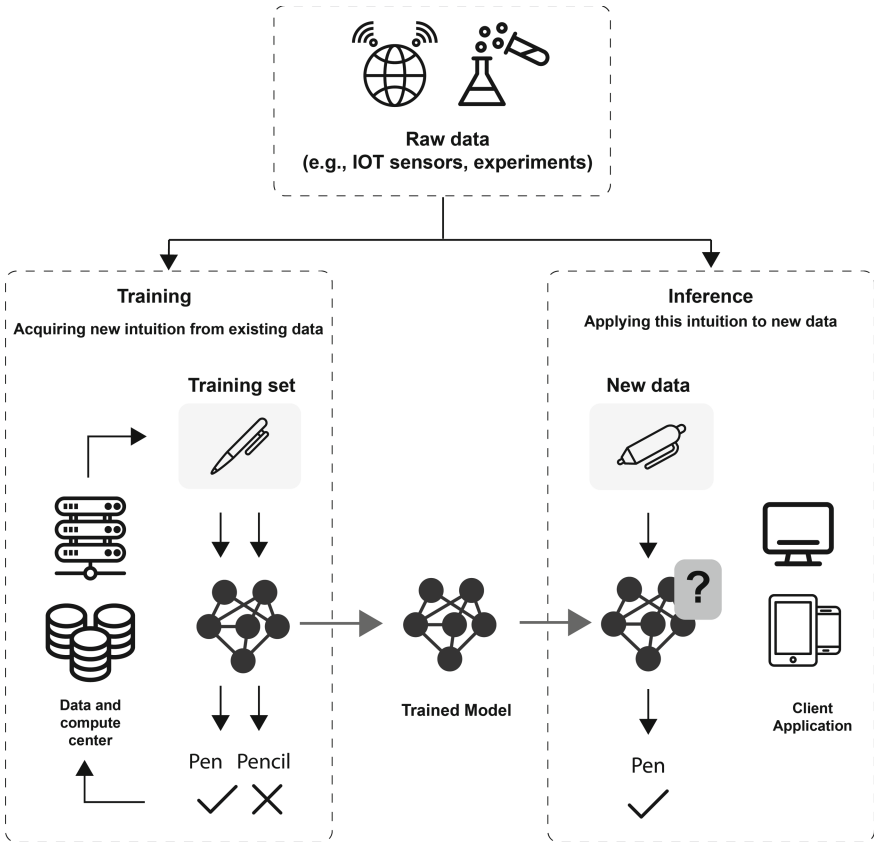 Raw data
(e.g., IOT sensors, experiments)
Training
Acquiring new intuition from existing data
Training set
Data and
compute
center
Pen Pencil
Trained Model
Inference
Applying this intuition to new data
New data
?
Client
Application
Pen